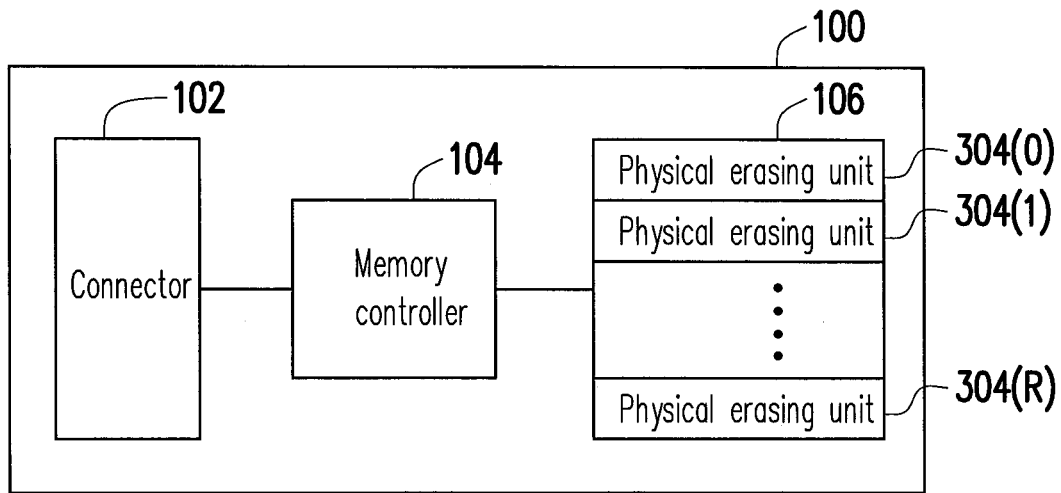 100
102
106
Physical erasing unit 304(0)
104
Physical erasing unit 304(1)
Connector
Memory
controller
Physical erasing unit 304(R)